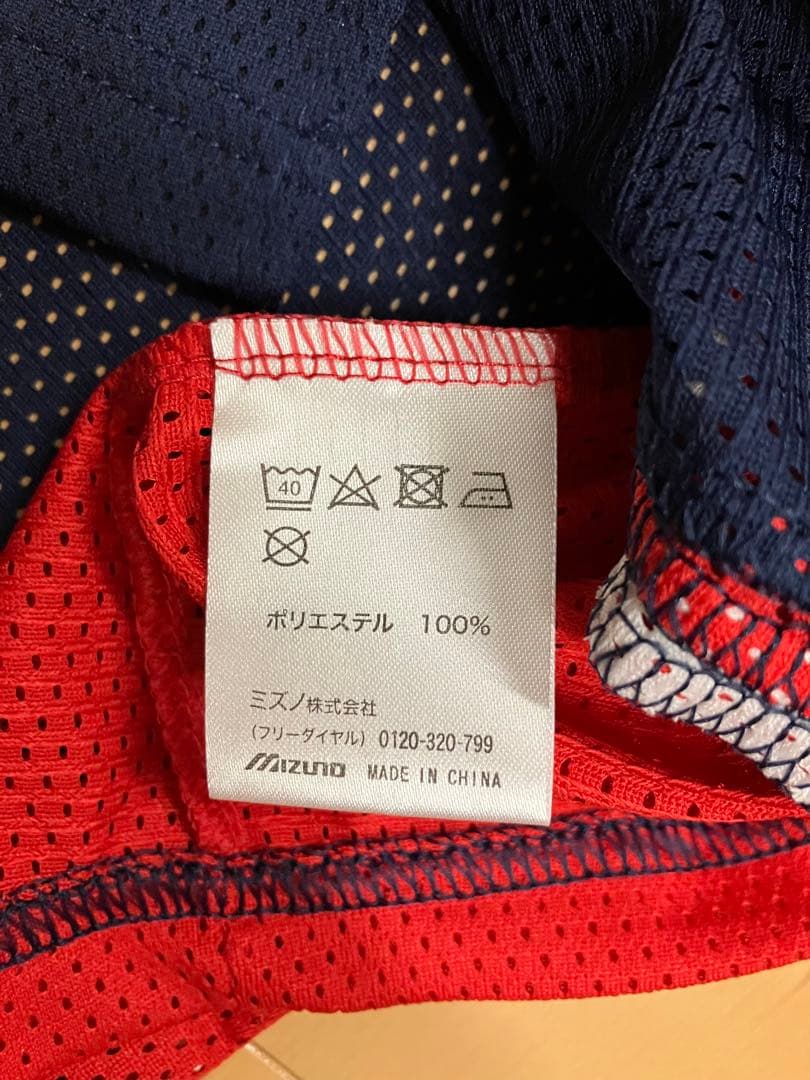 40
ポリエステル 100%
ミズノ株式会社
(フリーダイヤル) 0120-320-799
MIZUNO MADE IN CHINA